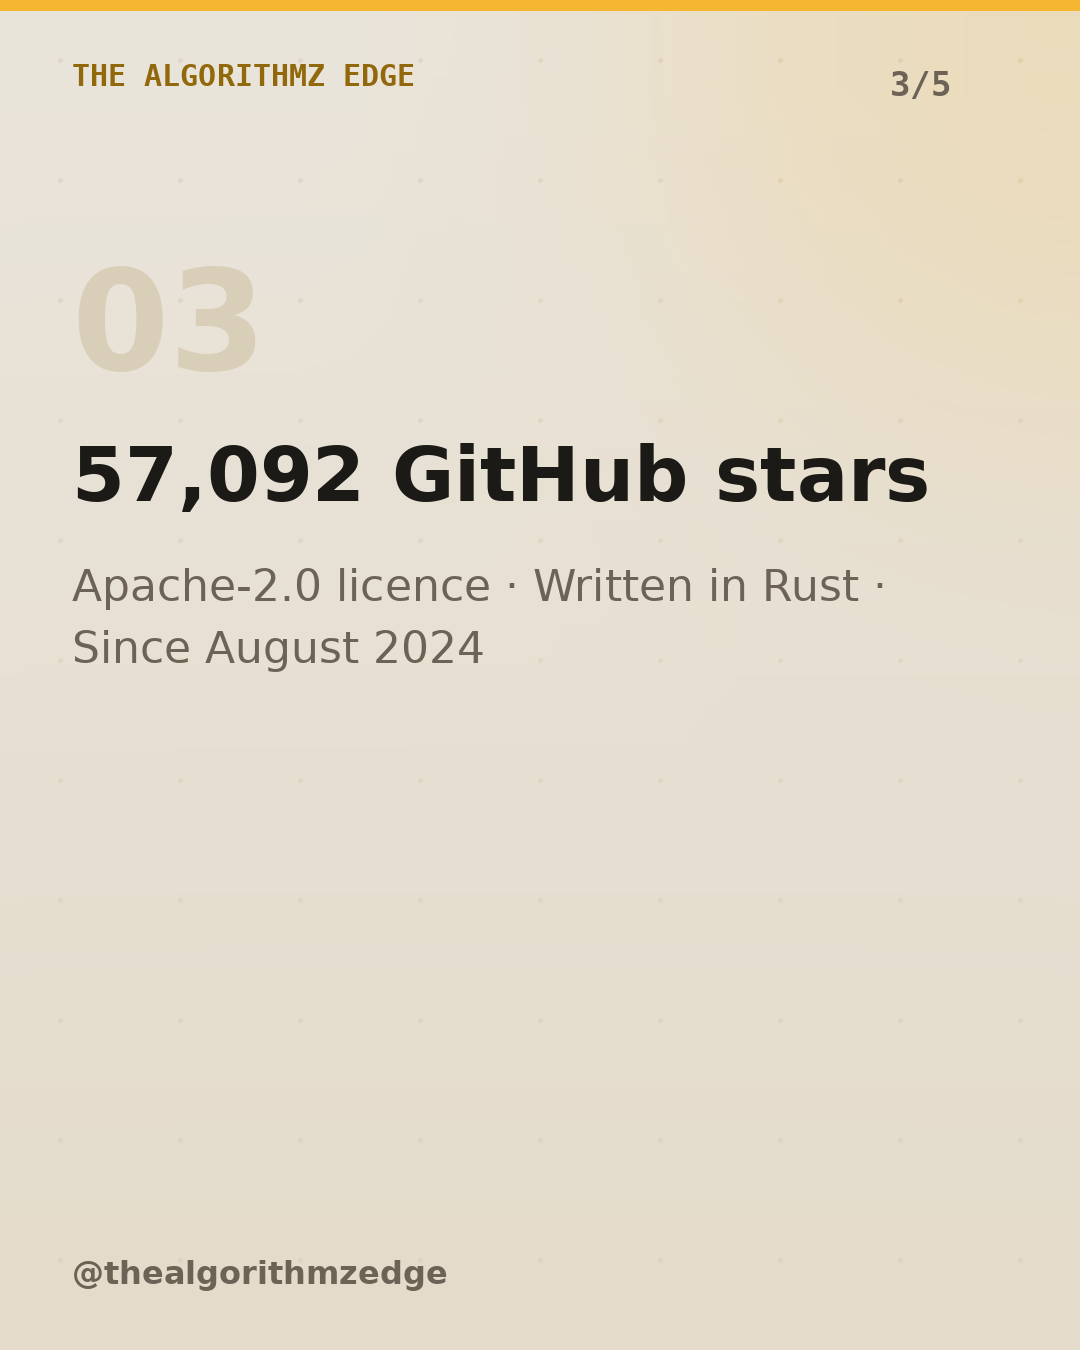 THE ALGORITHMZ EDGE
3/5
03
57,092 GitHub stars
Apache-2.0 licence · Written in Rust ·
Since August 2024
@thealgorithmzedge